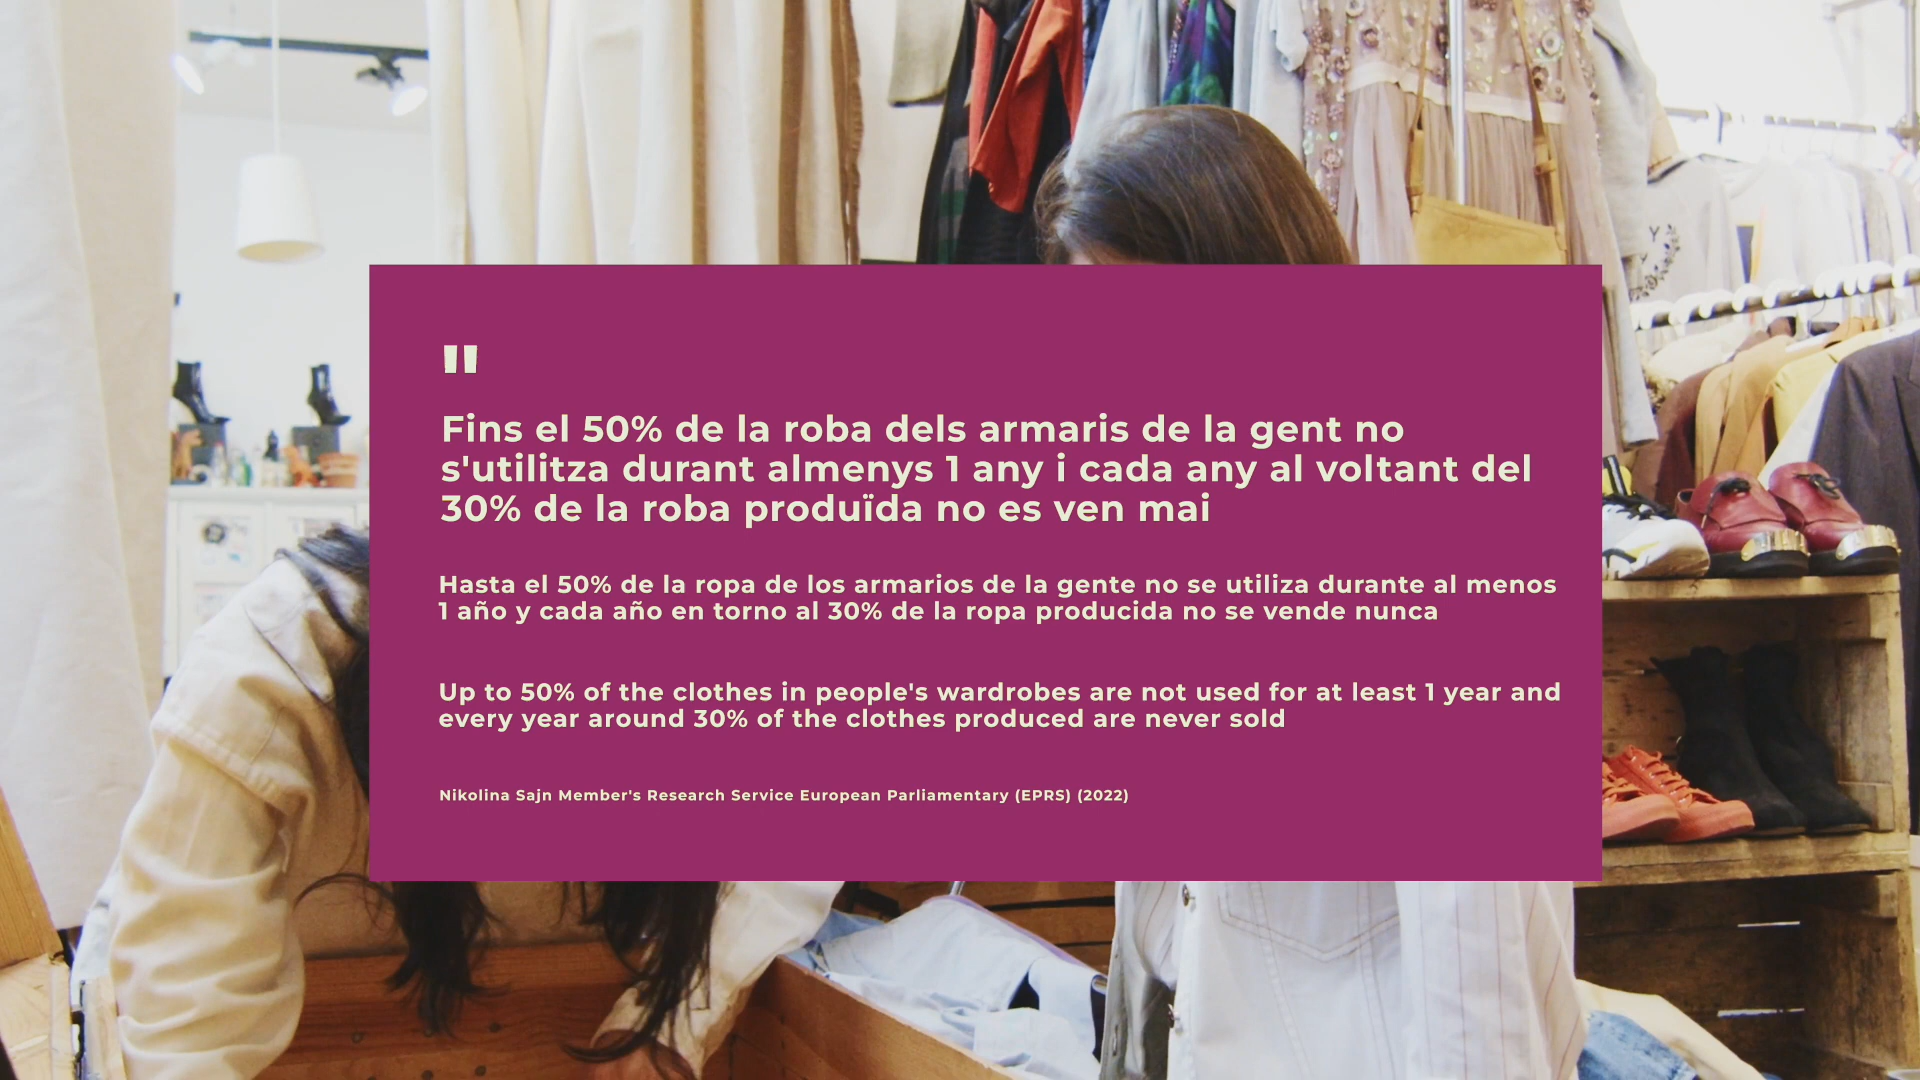 "
Fins el 50% de la roba dels armaris de la gent no
s'utilitza durant almenys 1 any i cada any al voltant del
30% de la roba produïda no es ven mai
Hasta el 50% de la ropa de los armarios de la gente no se utiliza durante al menos
1 año y cada año en torno al 30% de la ropa producida no se vende nunca
Up to 50% of the clothes in people's wardrobes are not used for at least 1 year and
every year around 30% of the clothes produced are never sold
Nikolina Sajn Member's Research Service European Parliamentary (EPRS) (2022)